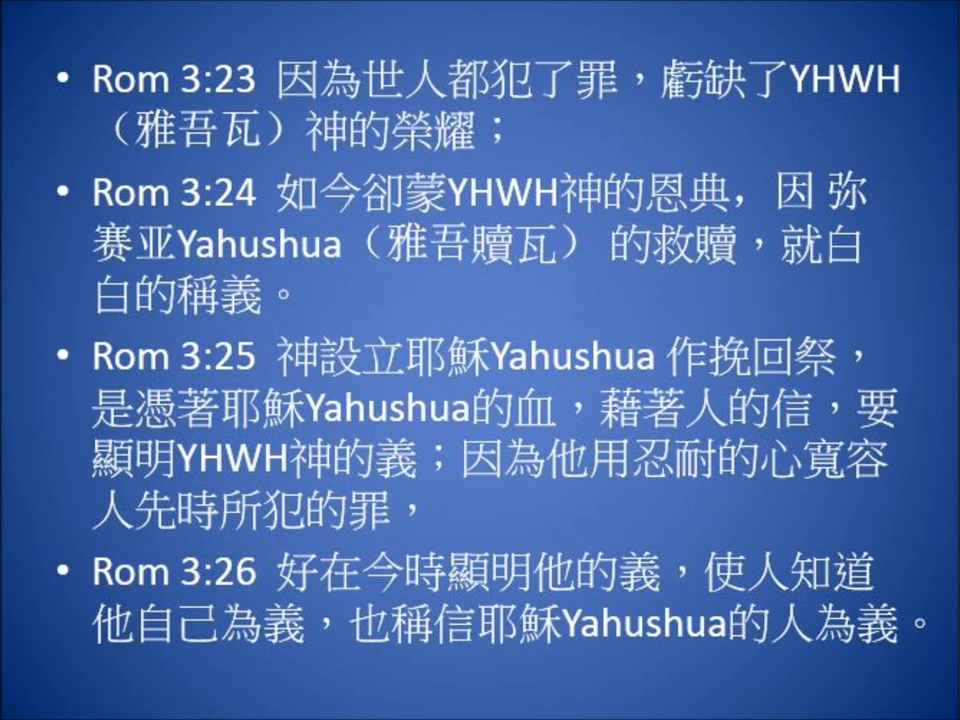 • Rom 3:23 因為世人都犯了罪，虧缺了YHWH
（雅吾瓦）神的榮耀；
• Rom 3:24 如今卻蒙YHWH神的恩典，因 弥
赛亚Yahushua（雅吾贖瓦） 的救贖，就白
白的稱義。
• Rom 3:25 神設立耶穌Yahushua 作挽回祭，
是憑著耶穌Yahushua的血，藉著人的信，要
顯明YHWH神的義；因為他用忍耐的心寬容
人先時所犯的罪，
• Rom 3:26 好在今時顯明他的義，使人知道
他自己為義，也稱信耶穌Yahushua的人為義。